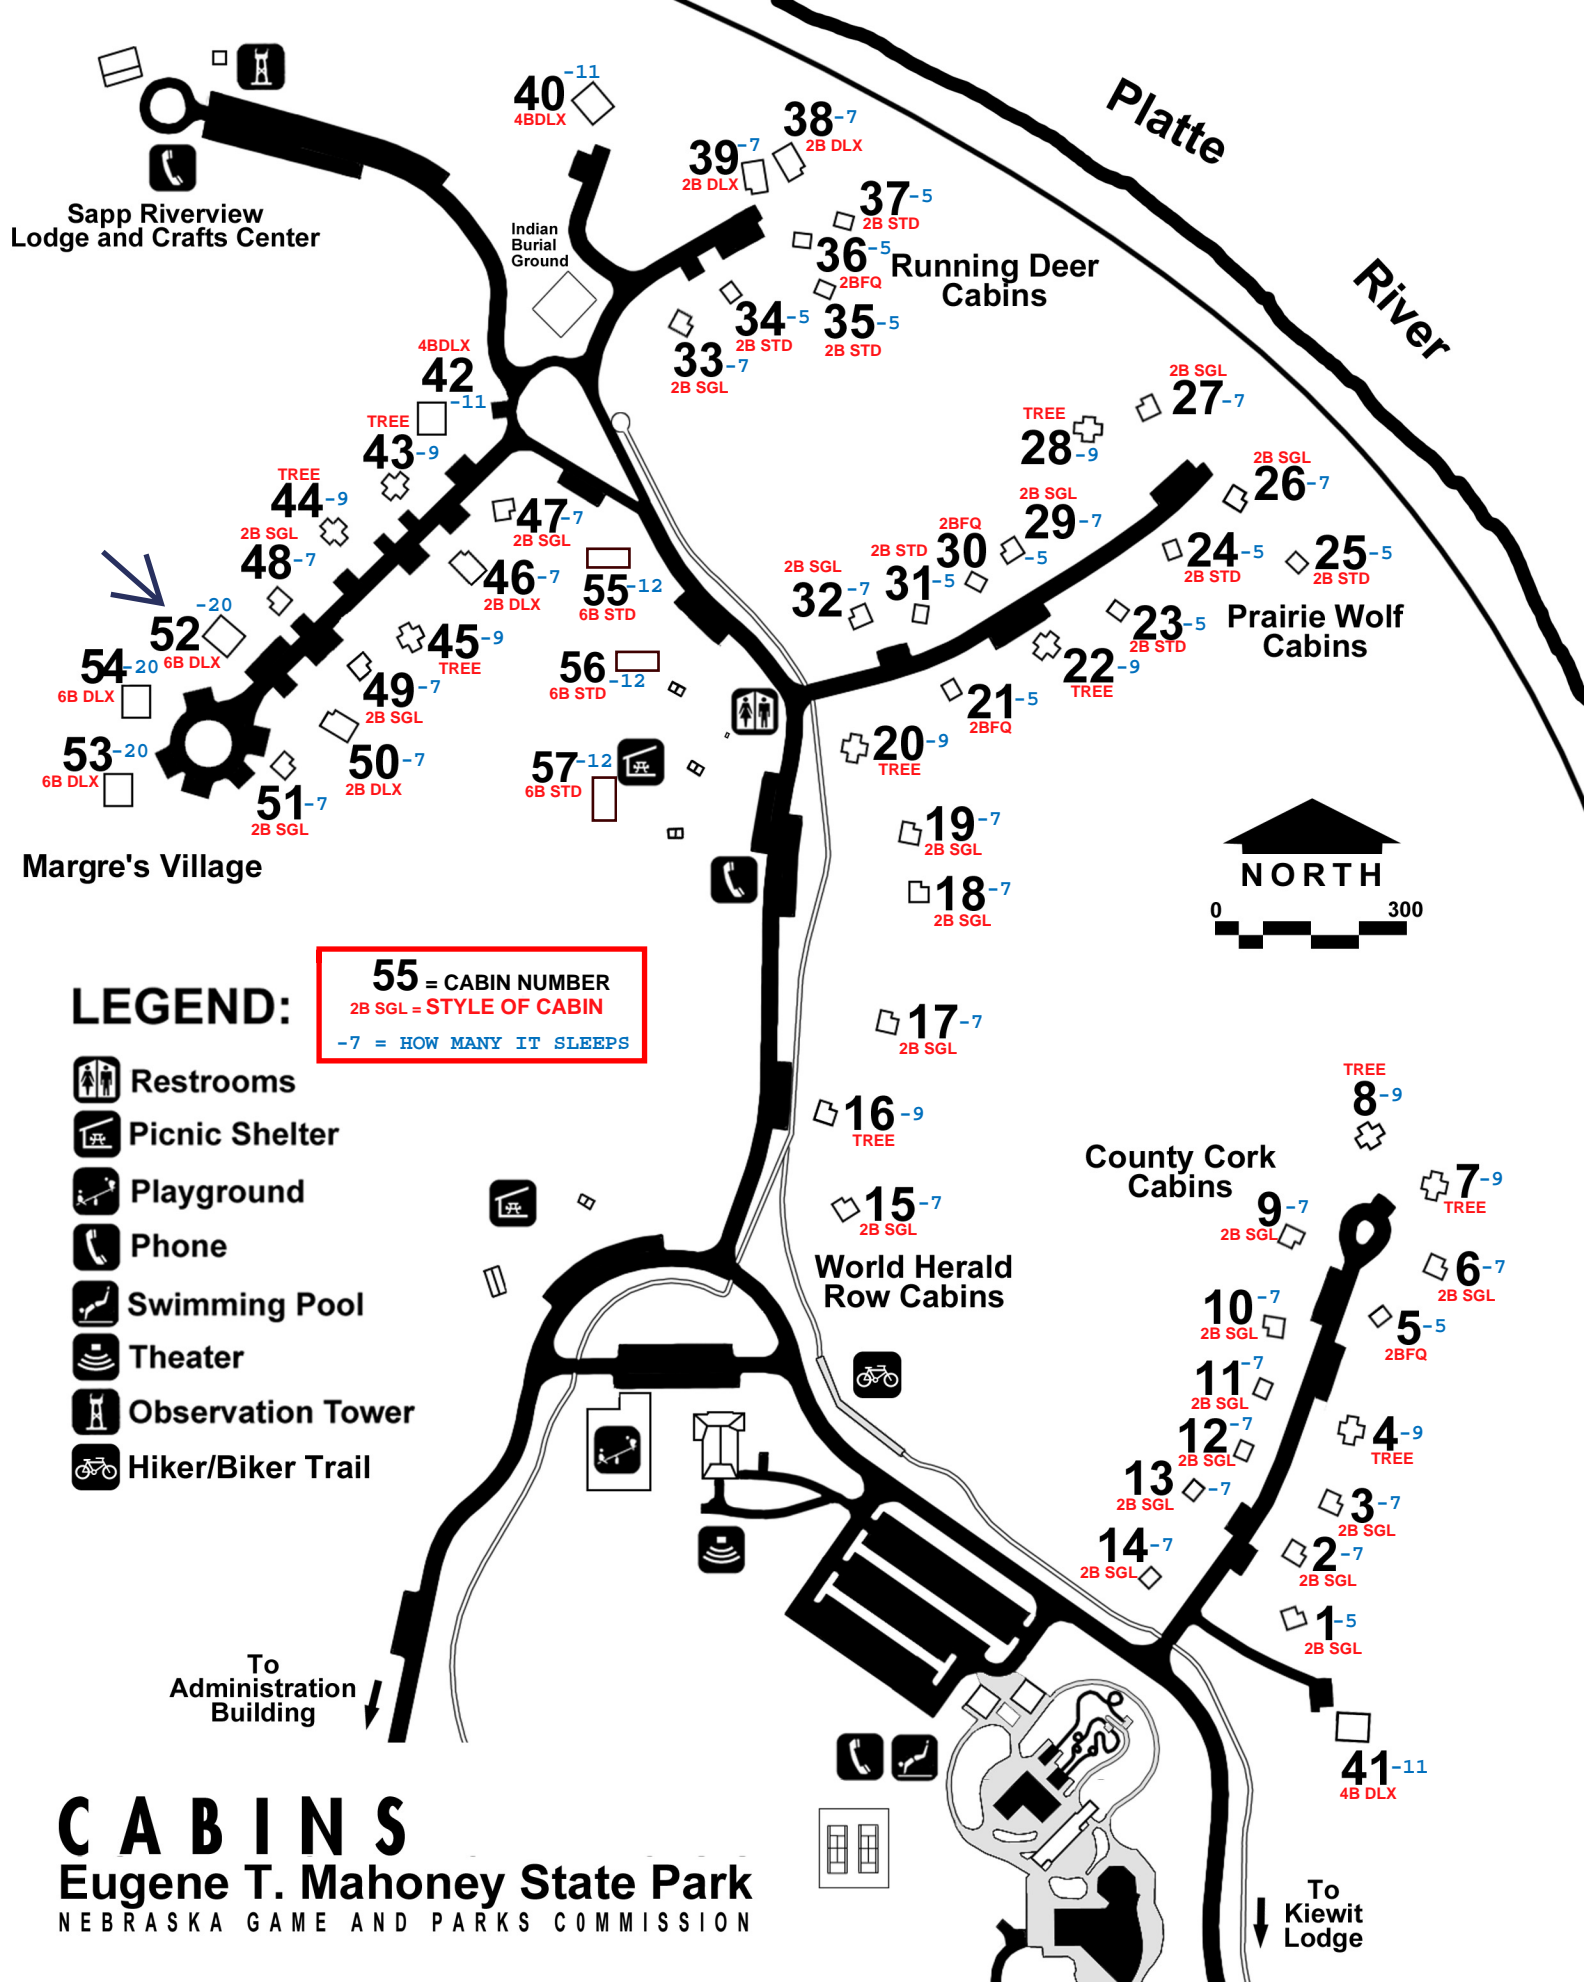 Platte
River
Sapp Riverview
Lodge and Crafts Center
Indian
Burial
Ground
40 -11
4BDLX
39 -7
2B DLX
38 -7
2B DLX
37 -5
2B STD
36 -5
2BFQ
35 -5
2B STD
34 -5
2B STD
33 -7
2B SGL
Running Deer
Cabins
4BDLX
42 -11
TREE
43 -9
TREE
44 -9
2B SGL
48 -7
52 -20
6B DLX
54 -20
6B DLX
53 -20
6B DLX
47 -7
2B SGL
46 -7
2B DLX
45 -9
TREE
49 -7
2B SGL
50 -7
2B DLX
51 -7
2B SGL
Margre's Village
55 -12
6B STD
56 -12
6B STD
57 -12
6B STD
2B SGL
27 -7
TREE
28 -9
2B SGL
26 -7
2B SGL
29 -7
2BFQ
30 -5
2B STD
31 -5
2B SGL
32 -7
24 -5
2B STD
25 -5
2B STD
23 -5
2B STD
22 -9
TREE
21 -5
2BFQ
20 -9
TREE
Prairie Wolf
Cabins
19 -7
2B SGL
18 -7
2B SGL
17 -7
2B SGL
16 -9
TREE
15 -7
2B SGL
World Herald
Row Cabins
NORTH
0 300
LEGEND:
55 = CABIN NUMBER
2B SGL = STYLE OF CABIN
-7 = HOW MANY IT SLEEPS
Restrooms
Picnic Shelter
Playground
Phone
Swimming Pool
Theater
Observation Tower
Hiker/Biker Trail
County Cork
Cabins
TREE
8 -9
7 -9
TREE
9 -7
2B SGL
6 -7
2B SGL
10 -7
2B SGL
5 -5
2BFQ
11 -7
2B SGL
12 -7
2B SGL
4 -9
TREE
13 -7
2B SGL
3 -7
2B SGL
14 -7
2B SGL
2 -7
2B SGL
1 -5
2B SGL
41 -11
4B DLX
To
Administration
Building
To
Kiewit
Lodge
CABINS
Eugene T. Mahoney State Park
NEBRASKA GAME AND PARKS COMMISSION